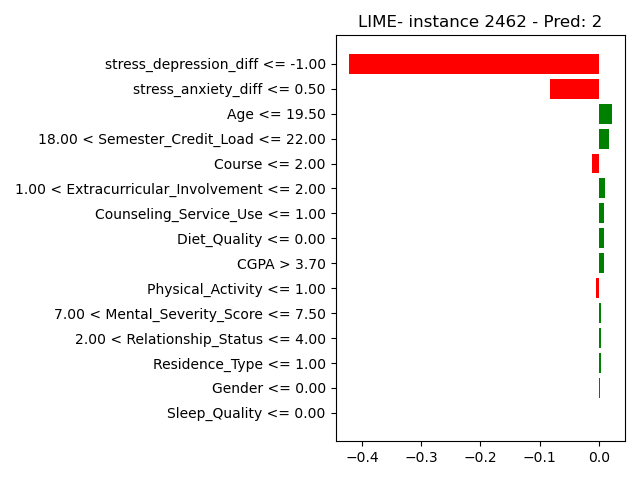 LIME- instance 2462 - Pred: 2
stress_depression_diff <= -1.00
stress_anxiety_diff <= 0.50
Age <= 19.50
18.00 < Semester_Credit_Load <= 22.00
Course <= 2.00
1.00 < Extracurricular_Involvement <= 2.00
Counseling_Service_Use <= 1.00
Diet_Quality <= 0.00
CGPA > 3.70
Physical_Activity <= 1.00
7.00 < Mental_Severity_Score <= 7.50
2.00 < Relationship_Status <= 4.00
Residence_Type <= 1.00
Gender <= 0.00
Sleep_Quality <= 0.00
−0.4 −0.3 −0.2 −0.1 0.0